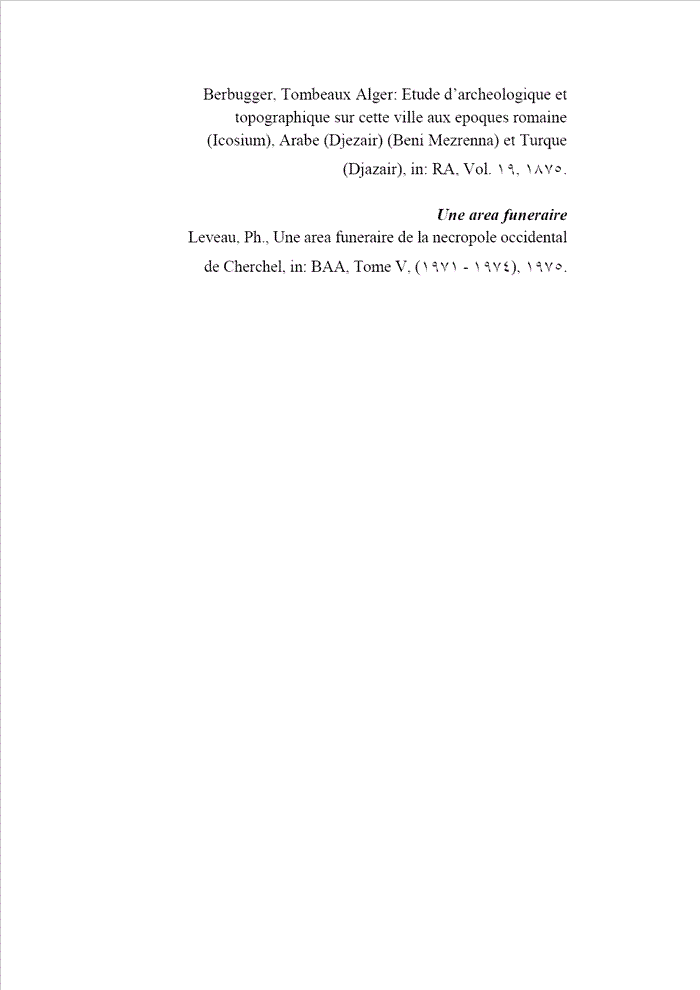 Berbugger, Tombeaux Alger: Etude d’archeologique et
topographique sur cette ville aux epoques romaine
(Icosium), Arabe (Djezair) (Beni Mezrenna) et Turque
(Djazair), in: RA, Vol. ١٩, ١٨٧٥.
Une area funeraire
Leveau, Ph., Une area funeraire de la necropole occidental
de Cherchel, in: BAA, Tome V, (١٩٧١ - ١٩٧٤), ١٩٧٥.